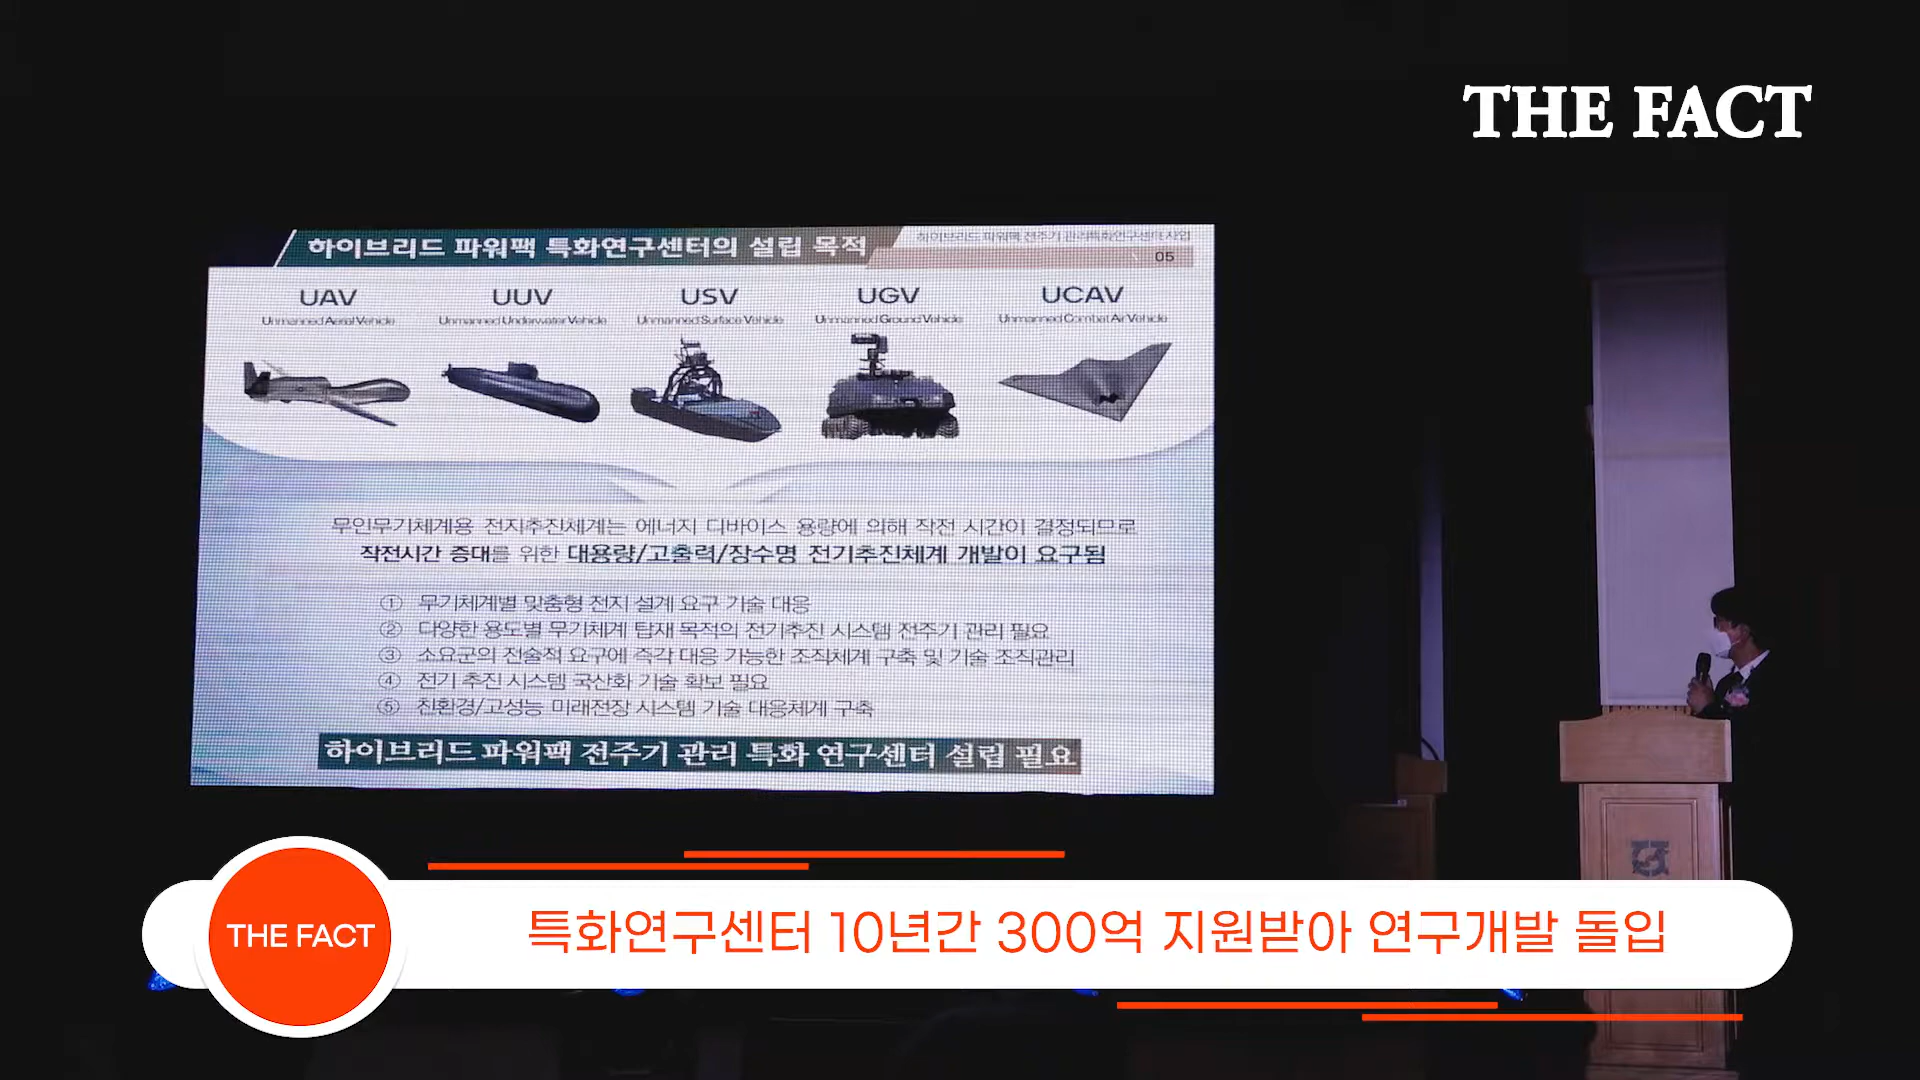 THE FACT
하이브리드 파워팩 특화연구센터의 설립 목적
하이브리드 파워팩 전주기 관리특화연구센터 사업
05
UAV
Unmanned Aerial Vehicle
UUV
Unmanned Underwater Vehicle
USV
Unmanned Surface Vehicle
UGV
Unmanned Ground Vehicle
UCAV
Unmanned Combat Air Vehicle
무인무기체계용 전지추진체계는 에너지 디바이스 용량에 의해 작전 시간이 결정되므로
작전시간 증대를 위한 대용량/고출력/장수명 전기추진체계 개발이 요구됨
① 무기체계별 맞춤형 전지 설계 요구 기술 대응
② 다양한 용도별 무기체계 탑재 목적의 전기추진 시스템 전주기 관리 필요
③ 소요군의 전술적 요구에 즉각 대응 가능한 조직체계 구축 및 기술 조직관리
④ 전기 추진 시스템 국산화 기술 확보 필요
⑤ 친환경/고성능 미래전장 시스템 기술 대응체계 구축
하이브리드 파워팩 전주기 관리 특화 연구센터 설립 필요
THE FACT
특화연구센터 10년간 300억 지원받아 연구개발 돌입